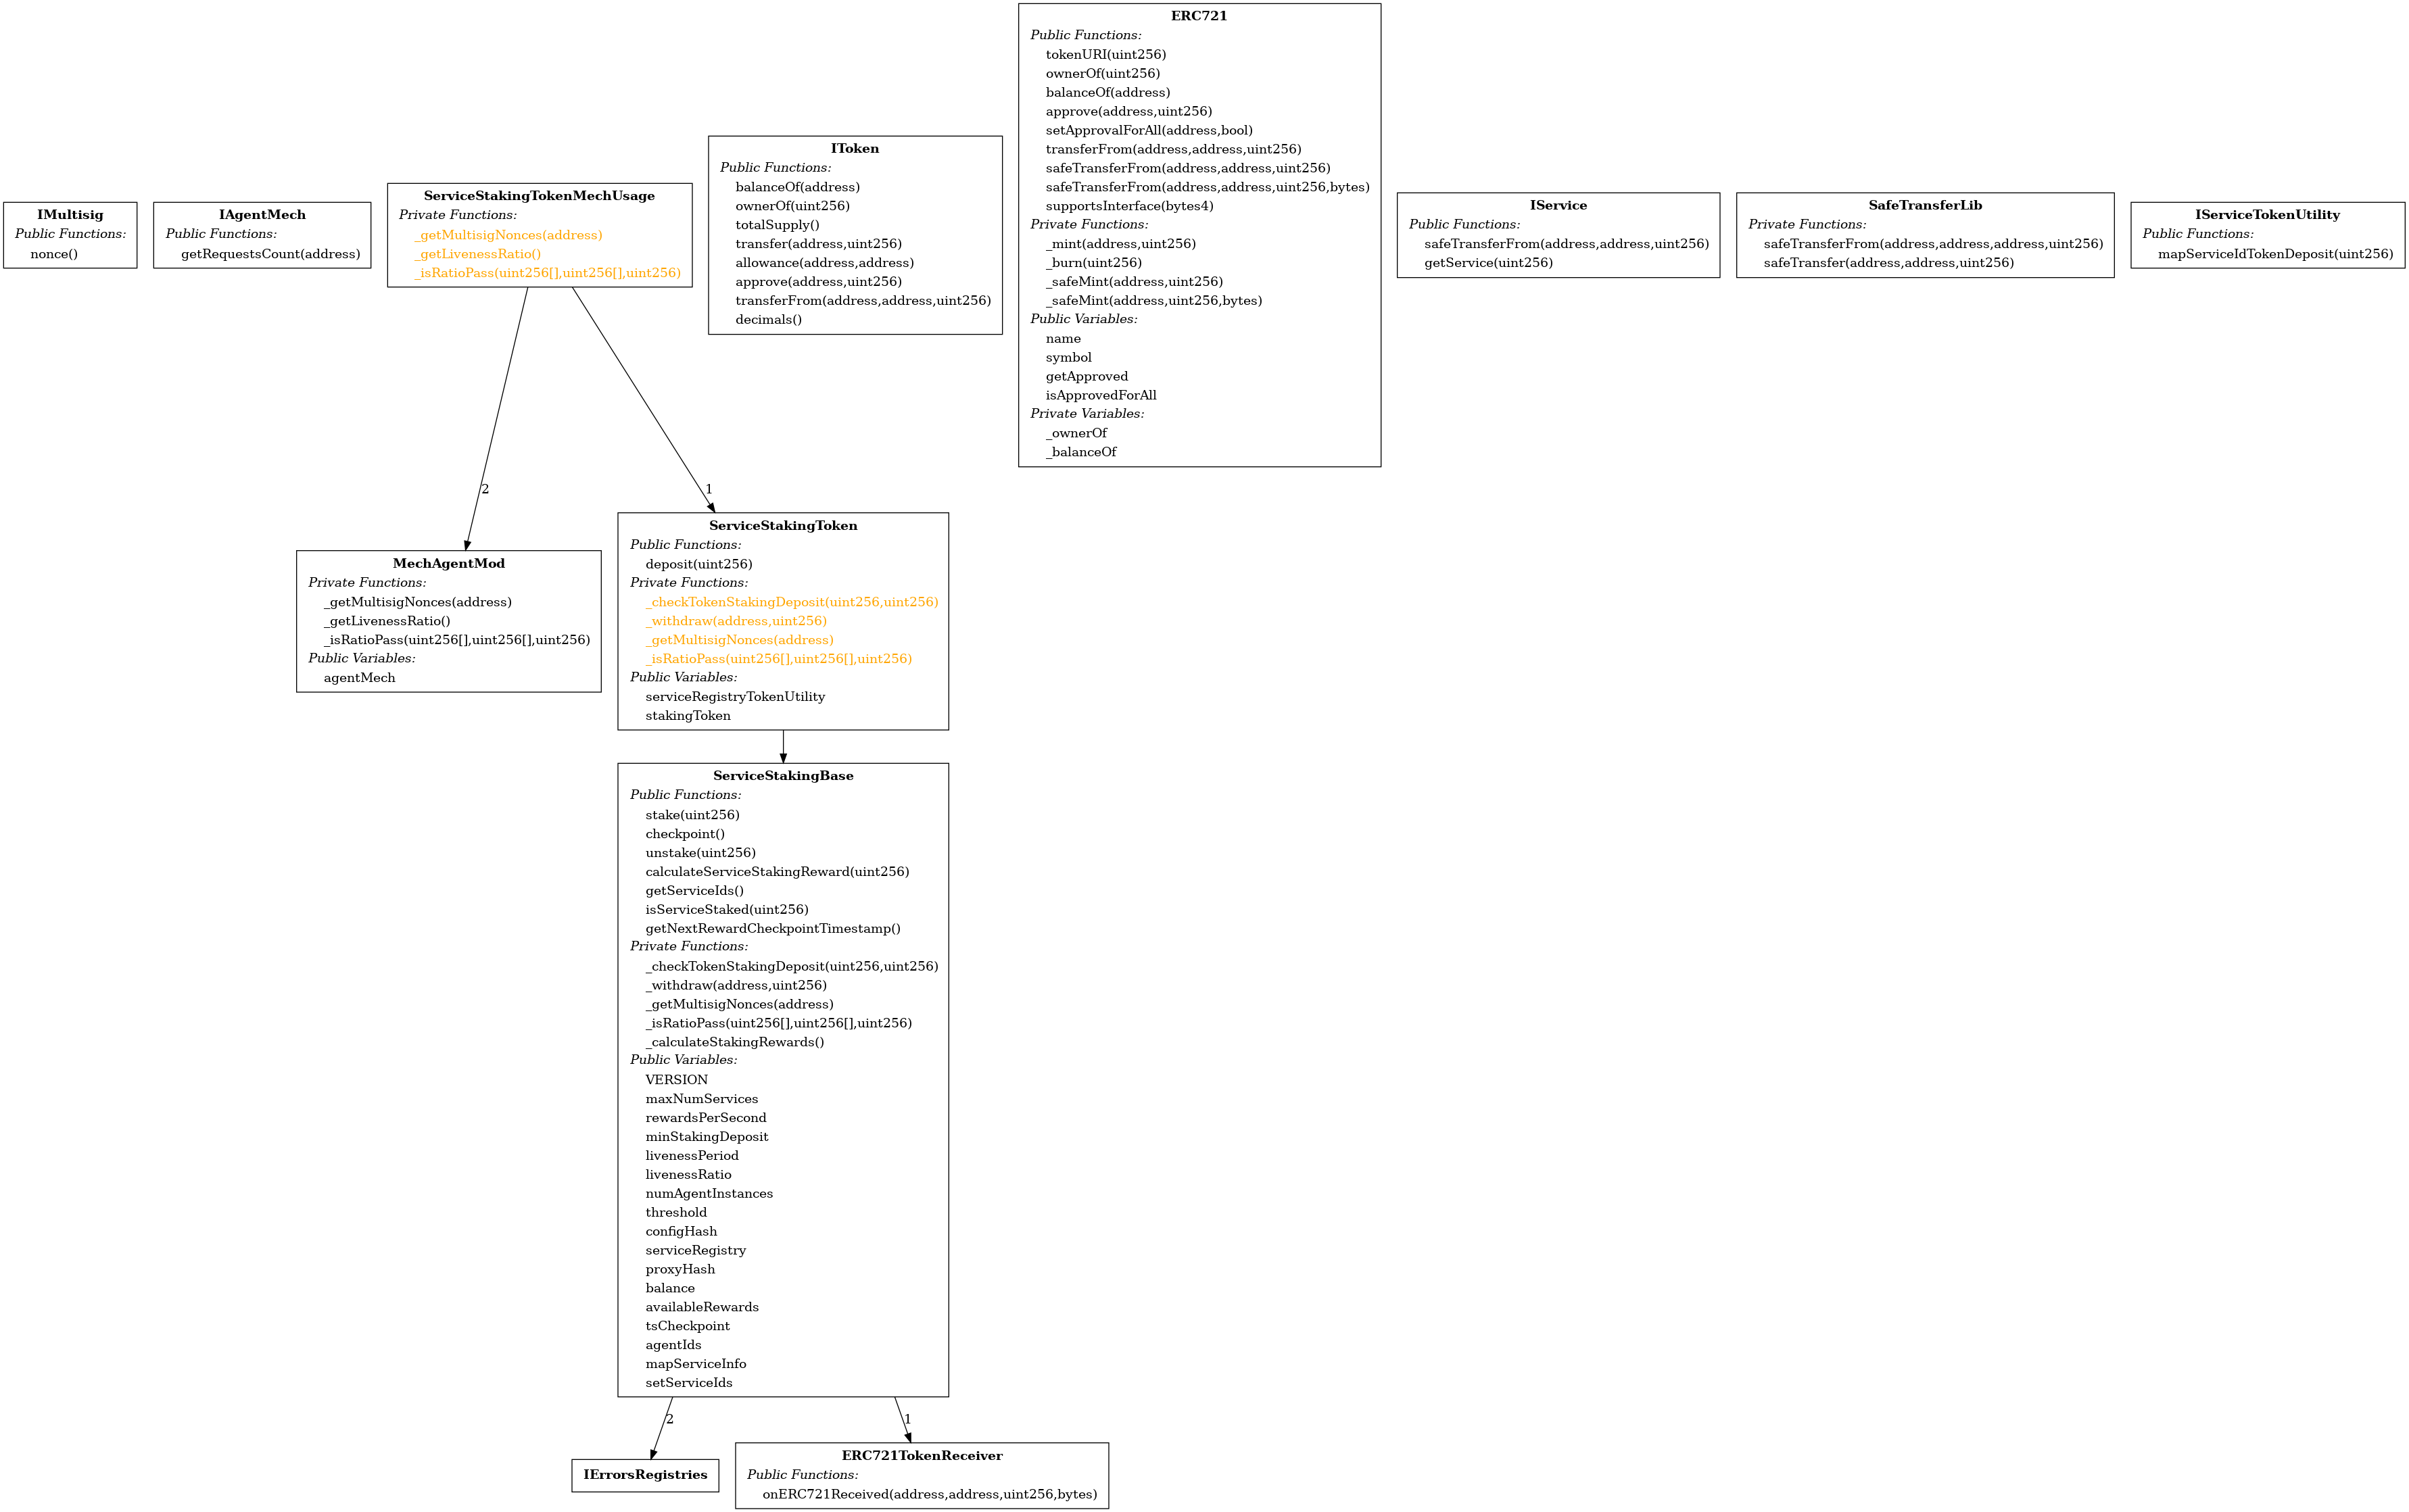 IMultisig
Public Functions:
nonce()
IAgentMech
Public Functions:
getRequestsCount(address)
ServiceStakingTokenMechUsage
Private Functions:
_getMultisigNonces(address)
_getLivenessRatio()
_isRatioPass(uint256[],uint256[],uint256)
IToken
Public Functions:
balanceOf(address)
ownerOf(uint256)
totalSupply()
transfer(address,uint256)
allowance(address,address)
approve(address,uint256)
transferFrom(address,address,uint256)
decimals()
ERC721
Public Functions:
tokenURI(uint256)
ownerOf(uint256)
balanceOf(address)
approve(address,uint256)
setApprovalForAll(address,bool)
transferFrom(address,address,uint256)
safeTransferFrom(address,address,uint256)
safeTransferFrom(address,address,uint256,bytes)
supportsInterface(bytes4)
Private Functions:
_mint(address,uint256)
_burn(uint256)
_safeMint(address,uint256)
_safeMint(address,uint256,bytes)
Public Variables:
name
symbol
getApproved
isApprovedForAll
Private Variables:
_ownerOf
_balanceOf
IService
Public Functions:
safeTransferFrom(address,address,uint256)
getService(uint256)
SafeTransferLib
Private Functions:
safeTransferFrom(address,address,address,uint256)
safeTransfer(address,address,uint256)
IServiceTokenUtility
Public Functions:
mapServiceIdTokenDeposit(uint256)
2
1
MechAgentMod
Private Functions:
_getMultisigNonces(address)
_getLivenessRatio()
_isRatioPass(uint256[],uint256[],uint256)
Public Variables:
agentMech
ServiceStakingToken
Public Functions:
deposit(uint256)
Private Functions:
_checkTokenStakingDeposit(uint256,uint256)
_withdraw(address,uint256)
_getMultisigNonces(address)
_isRatioPass(uint256[],uint256[],uint256)
Public Variables:
serviceRegistryTokenUtility
stakingToken
ServiceStakingBase
Public Functions:
stake(uint256)
checkpoint()
unstake(uint256)
calculateServiceStakingReward(uint256)
getServiceIds()
isServiceStaked(uint256)
getNextRewardCheckpointTimestamp()
Private Functions:
_checkTokenStakingDeposit(uint256,uint256)
_withdraw(address,uint256)
_getMultisigNonces(address)
_isRatioPass(uint256[],uint256[],uint256)
_calculateStakingRewards()
Public Variables:
VERSION
maxNumServices
rewardsPerSecond
minStakingDeposit
livenessPeriod
livenessRatio
numAgentInstances
threshold
configHash
serviceRegistry
proxyHash
balance
availableRewards
tsCheckpoint
agentIds
mapServiceInfo
setServiceIds
2
1
IErrorsRegistries
ERC721TokenReceiver
Public Functions:
onERC721Received(address,address,uint256,bytes)